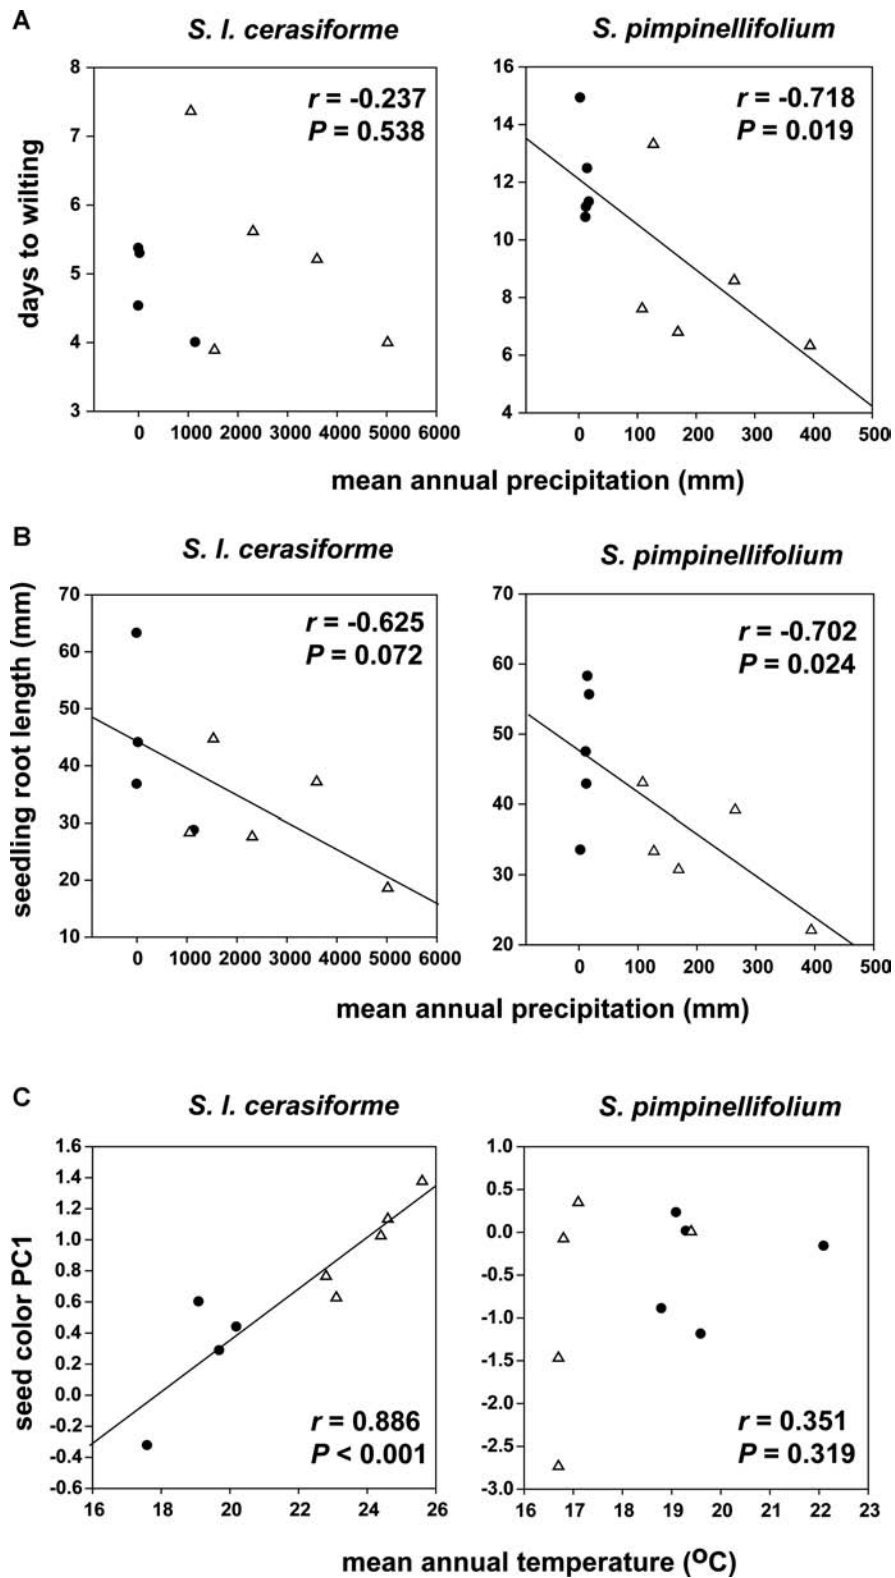 A
S. l. cerasiforme
S. pimpinellifolium
days to wilting
8
7
6
5
4
3
r = -0.237
P = 0.538
0 1000 2000 3000 4000 5000 6000
16
14
12
10
8
6
4
r = -0.718
P = 0.019
0 100 200 300 400 500
mean annual precipitation (mm)
B
S. l. cerasiforme
S. pimpinellifolium
seedling root length (mm)
70
60
50
40
30
20
10
r = -0.625
P = 0.072
0 1000 2000 3000 4000 5000 6000
70
60
50
40
30
20
r = -0.702
P = 0.024
0 100 200 300 400 500
mean annual precipitation (mm)
C
S. l. cerasiforme
S. pimpinellifolium
seed color PC1
1.6
1.4
1.2
1.0
0.8
0.6
0.4
0.2
0.0
-0.2
-0.4
-0.6
r = 0.886
P < 0.001
16 18 20 22 24 26
1.0
0.5
0.0
-0.5
-1.0
-1.5
-2.0
-2.5
-3.0
r = 0.351
P = 0.319
16 17 18 19 20 21 22 23
mean annual temperature (ºC)